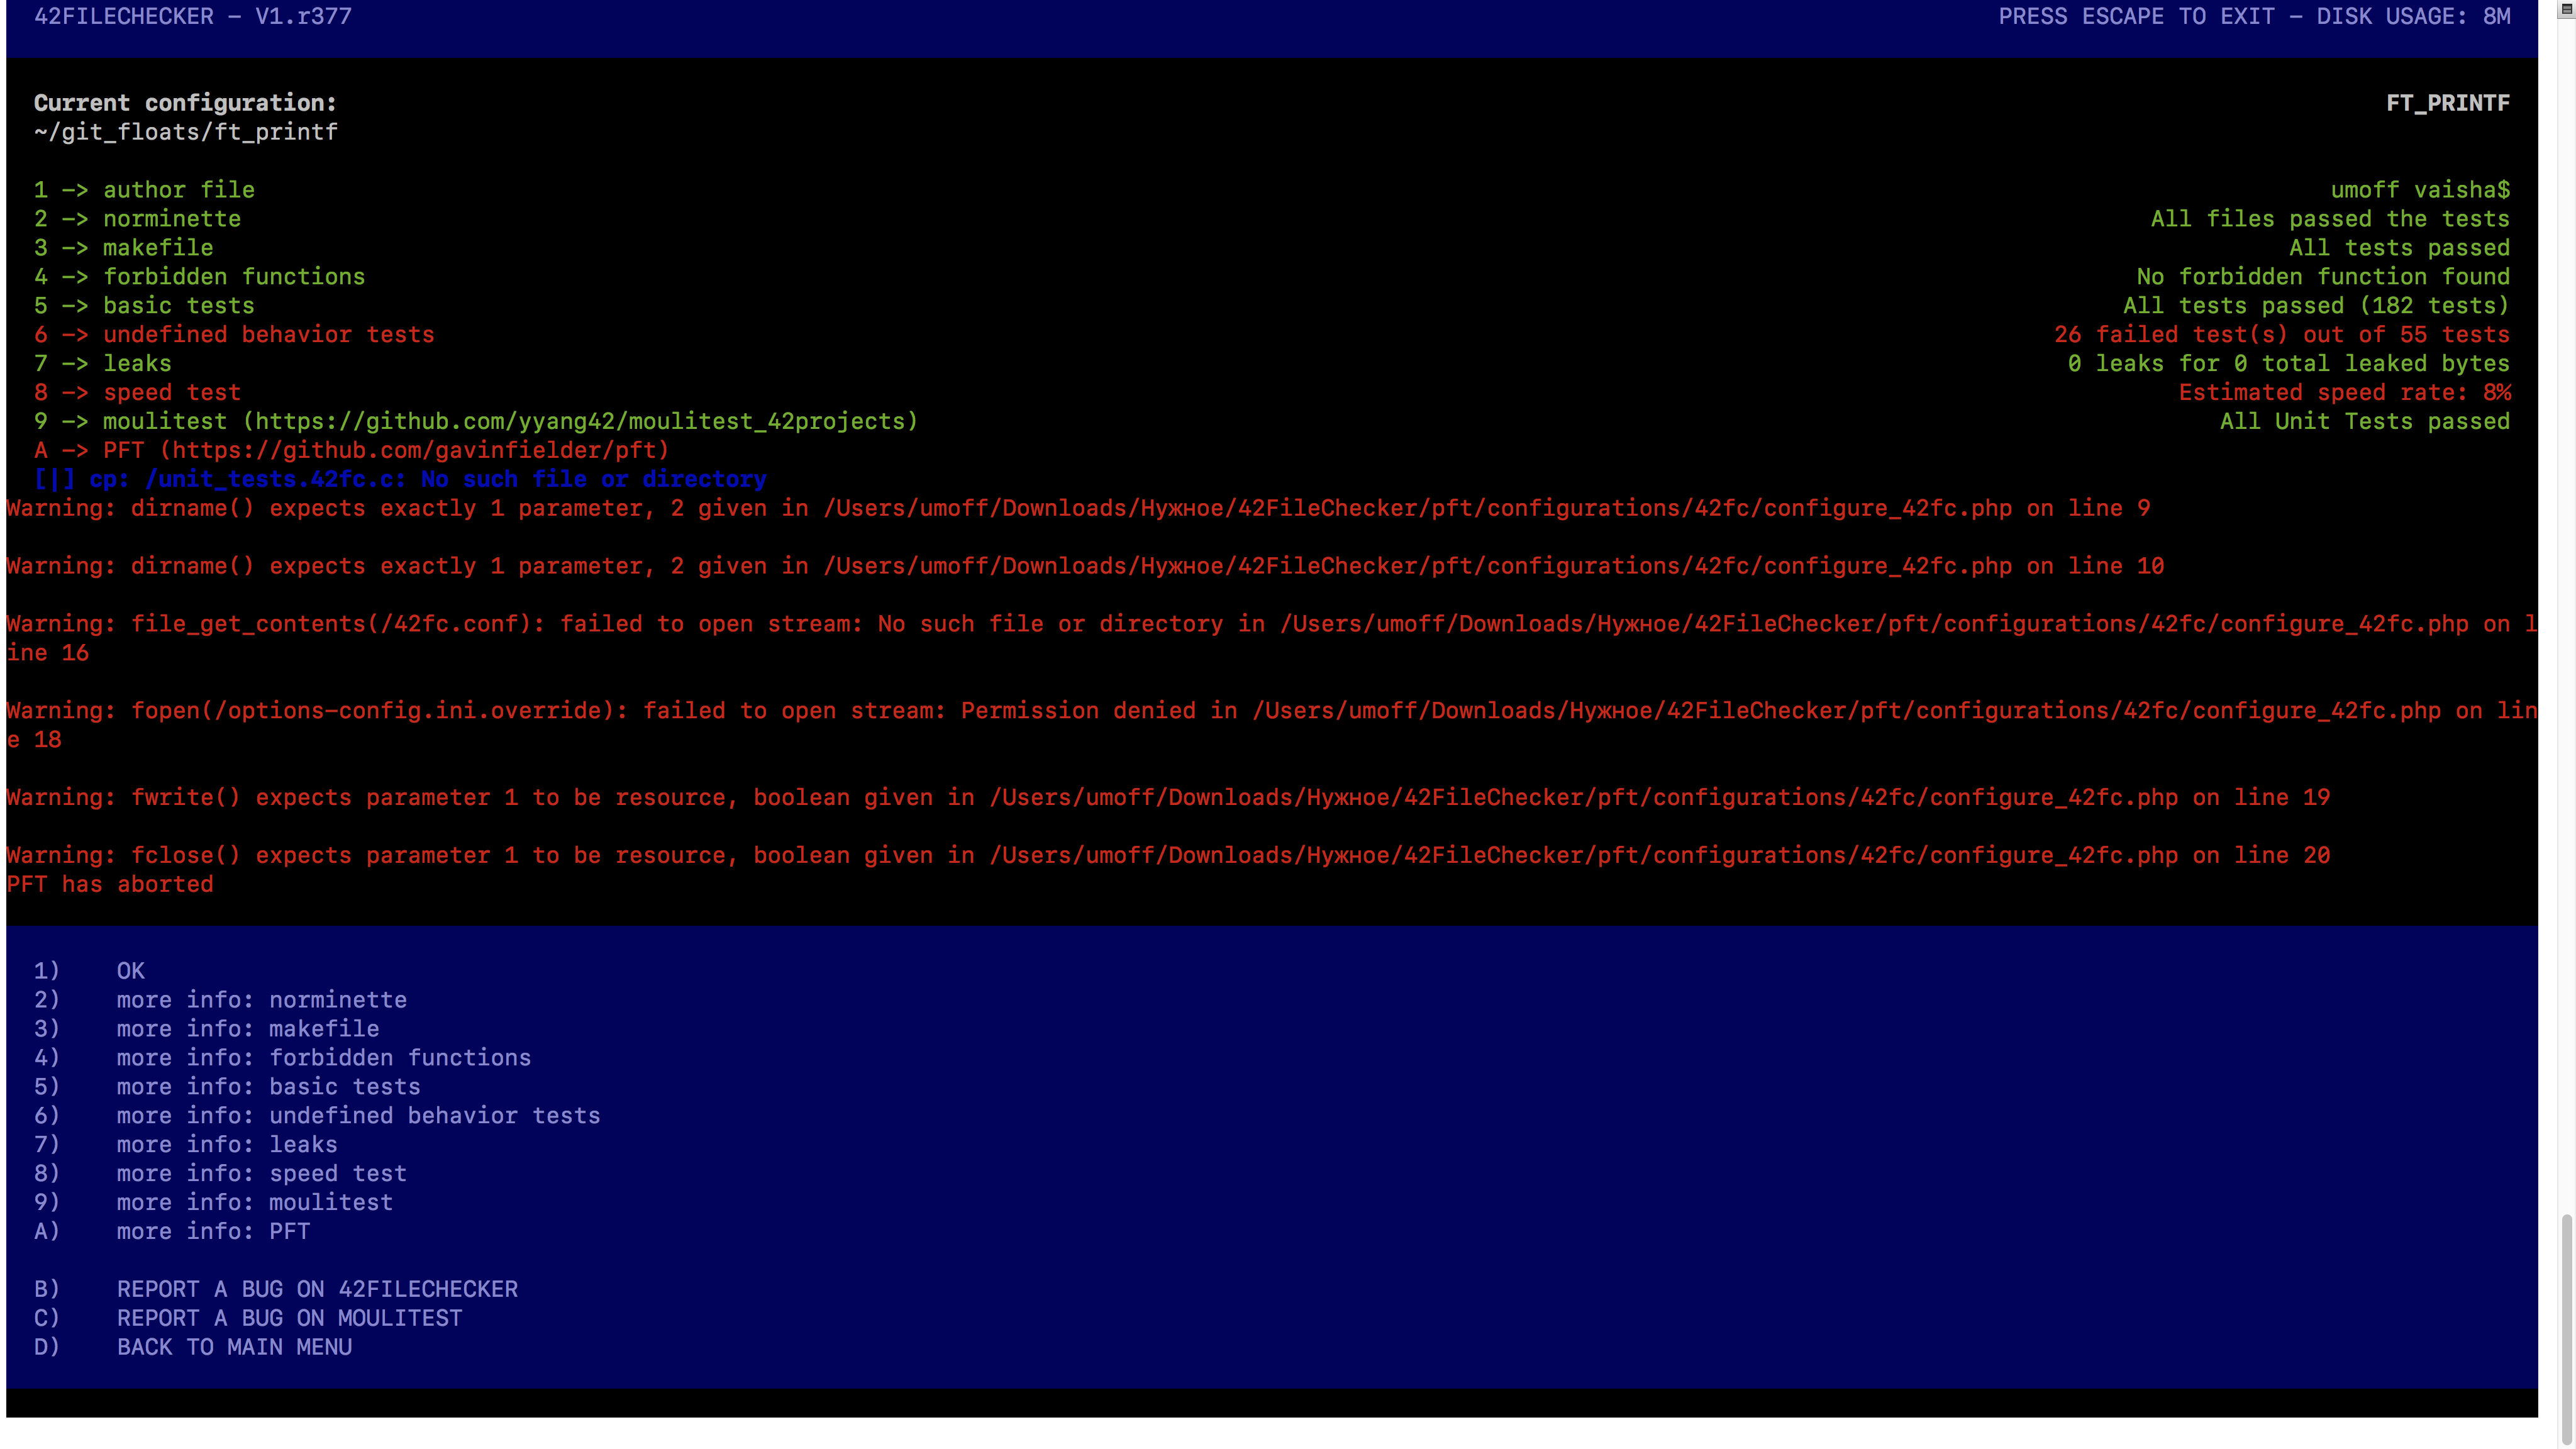 42FILECHECKER – V1.r377 PRESS ESCAPE TO EXIT – DISK USAGE: 8M
Current configuration: FT_PRINTF
~/git_floats/ft_printf
1 –> author file umoff vaisha$
2 –> norminette All files passed the tests
3 –> makefile All tests passed
4 –> forbidden functions No forbidden function found
5 –> basic tests All tests passed (182 tests)
6 –> undefined behavior tests 26 failed test(s) out of 55 tests
7 –> leaks 0 leaks for 0 total leaked bytes
8 –> speed test Estimated speed rate: 8%
9 –> moulitest (https://github.com/yyang42/moulitest_42projects) All Unit Tests passed
A –> PFT (https://github.com/gavinfielder/pft)
[|] cp: /unit_tests.42fc.c: No such file or directory
Warning: dirname() expects exactly 1 parameter, 2 given in /Users/umoff/Downloads/Нужное/42FileChecker/pft/configurations/42fc/configure_42fc.php on line 9
Warning: dirname() expects exactly 1 parameter, 2 given in /Users/umoff/Downloads/Нужное/42FileChecker/pft/configurations/42fc/configure_42fc.php on line 10
Warning: file_get_contents(/42fc.conf): failed to open stream: No such file or directory in /Users/umoff/Downloads/Нужное/42FileChecker/pft/configurations/42fc/configure_42fc.php on l
ine 16
Warning: fopen(/options–config.ini.override): failed to open stream: Permission denied in /Users/umoff/Downloads/Нужное/42FileChecker/pft/configurations/42fc/configure_42fc.php on lin
e 18
Warning: fwrite() expects parameter 1 to be resource, boolean given in /Users/umoff/Downloads/Нужное/42FileChecker/pft/configurations/42fc/configure_42fc.php on line 19
Warning: fclose() expects parameter 1 to be resource, boolean given in /Users/umoff/Downloads/Нужное/42FileChecker/pft/configurations/42fc/configure_42fc.php on line 20
PFT has aborted
1) OK
2) more info: norminette
3) more info: makefile
4) more info: forbidden functions
5) more info: basic tests
6) more info: undefined behavior tests
7) more info: leaks
8) more info: speed test
9) more info: moulitest
A) more info: PFT
B) REPORT A BUG ON 42FILECHECKER
C) REPORT A BUG ON MOULITEST
D) BACK TO MAIN MENU